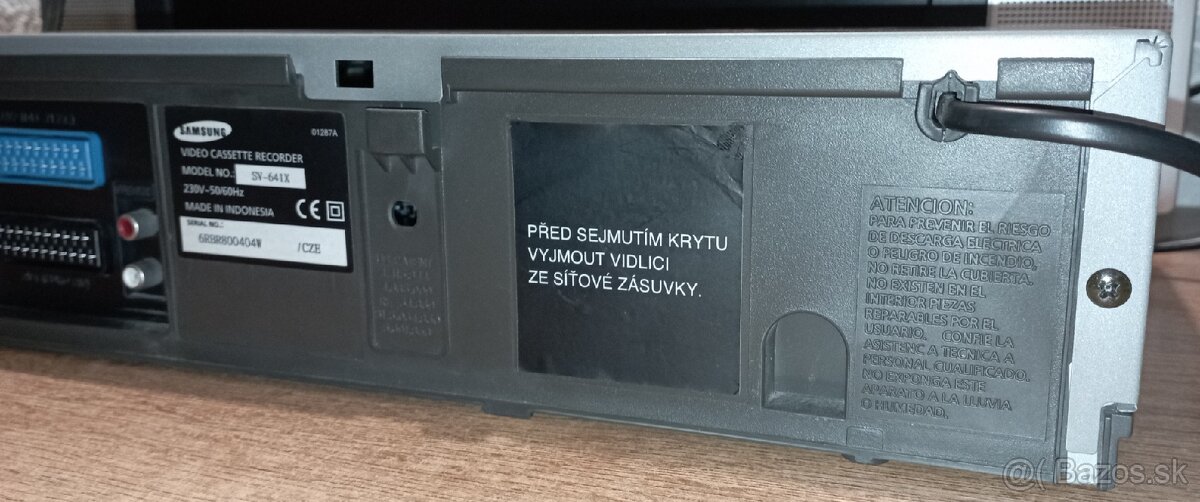 SAMSUNG
01287A
VIDEO CASSETTE RECORDER
MODEL NO.: SV-641X
230V~50/60Hz
MADE IN INDONESIA
CE
SERIAL NO.:
6RBR800404W /CZE
PŘED SEJMUTÍM KRYTU
VYJMOUT VIDLICI
ZE SÍŤOVÉ ZÁSUVKY.
ATENCION:
PARA PREVENIR EL RIESGO
DE DESCARGA ELECTRICA
O PELIGRO DE INCENDIO,
NO RETIRE LA CUBIERTA.
NO EXISTEN EN EL
INTERIOR PIEZAS
REPARABLES POR EL
USUARIO. CONFIE LA
ASISTENCIA TECNICA A
PERSONAL CUALIFICADO.
NO EXPONGA ESTE
APARATO A LA LLUVIA
O HUMEDAD.
Bazos.sk